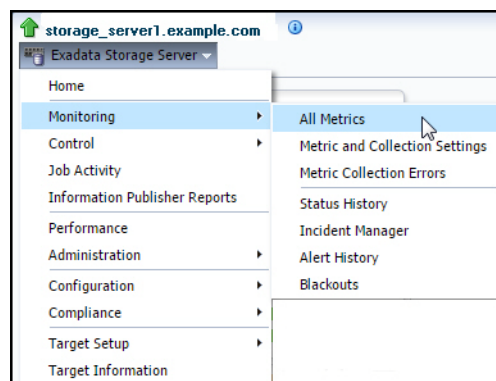 storage_server1.example.com
Exadata Storage Server
Home
Monitoring
Control
Job Activity
Information Publisher Reports
Performance
Administration
Configuration
Compliance
Target Setup
Target Information
All Metrics
Metric and Collection Settings
Metric Collection Errors
Status History
Incident Manager
Alert History
Blackouts